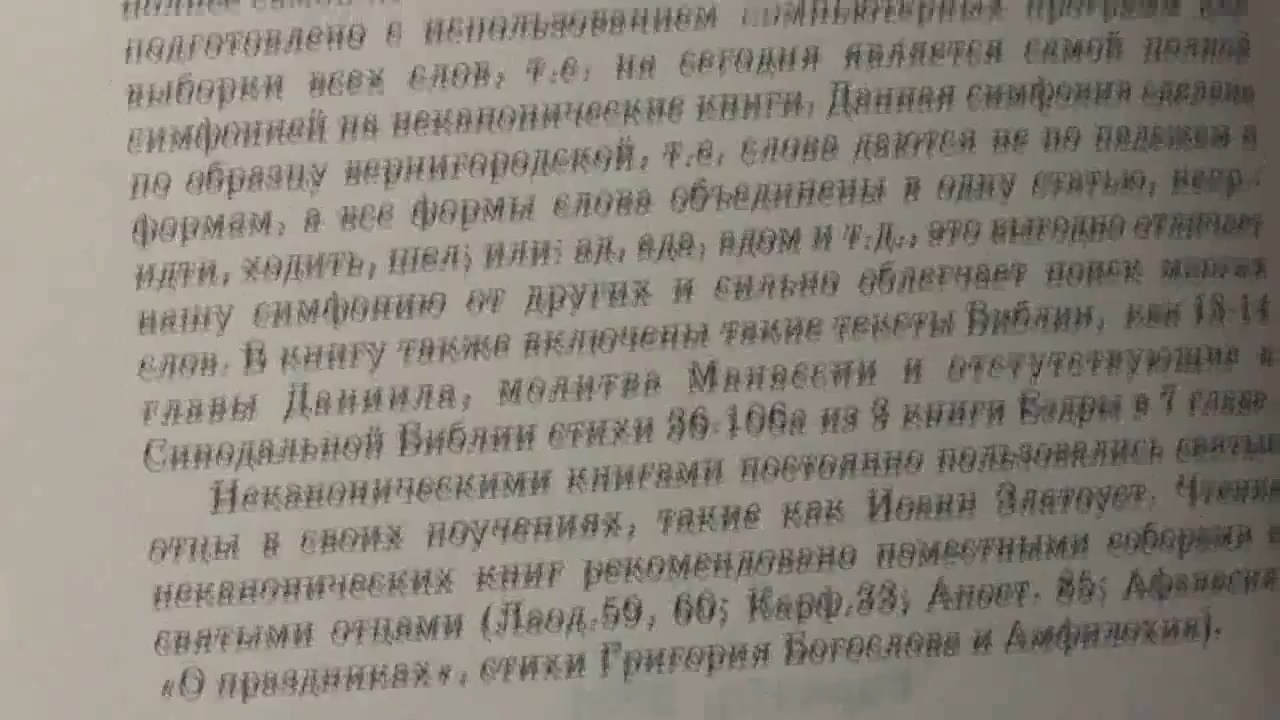 подготовлено с использованием компьютерных программ
выборки всех слов, т.е. на сегодня является самой полной
симфонией на неканонические книги. Данная симфония сделана
по образцу вернигородской, т.е. слова даются не по падежам и
формам, а все формы слова объединены в одну статью, напр.:
идти, ходить, шел; или: ад, ада, адом и т.д., это выгодно отличает
нашу симфонию от других и сильно облегчает поиск
слов. В книгу также включены такие тексты Библии, как 13-14
главы Даниила, молитва Манассии и отсутствующие в
Синодальной Библии стихи 36-106а из 3 книги Ездры в 7 главе.
Неканоническими книгами постоянно пользовались святые
отцы в своих поучениях, такие как Иоанн Златоуст. Чтение
неканонических книг рекомендовано поместными соборами и
святыми отцами (Лаод.59, 60; Карф.33; Апост. 85; Афанасия
«О праздниках«, стихи Григория Богослова и Амфилохия).